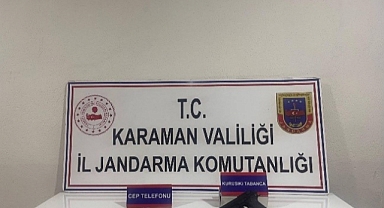 T.C.
KARAMAN VALİLİĞİ
İL JANDARMA KOMUTANLIĞI
CEP TELEFONU
KURUSIKI TABANCA